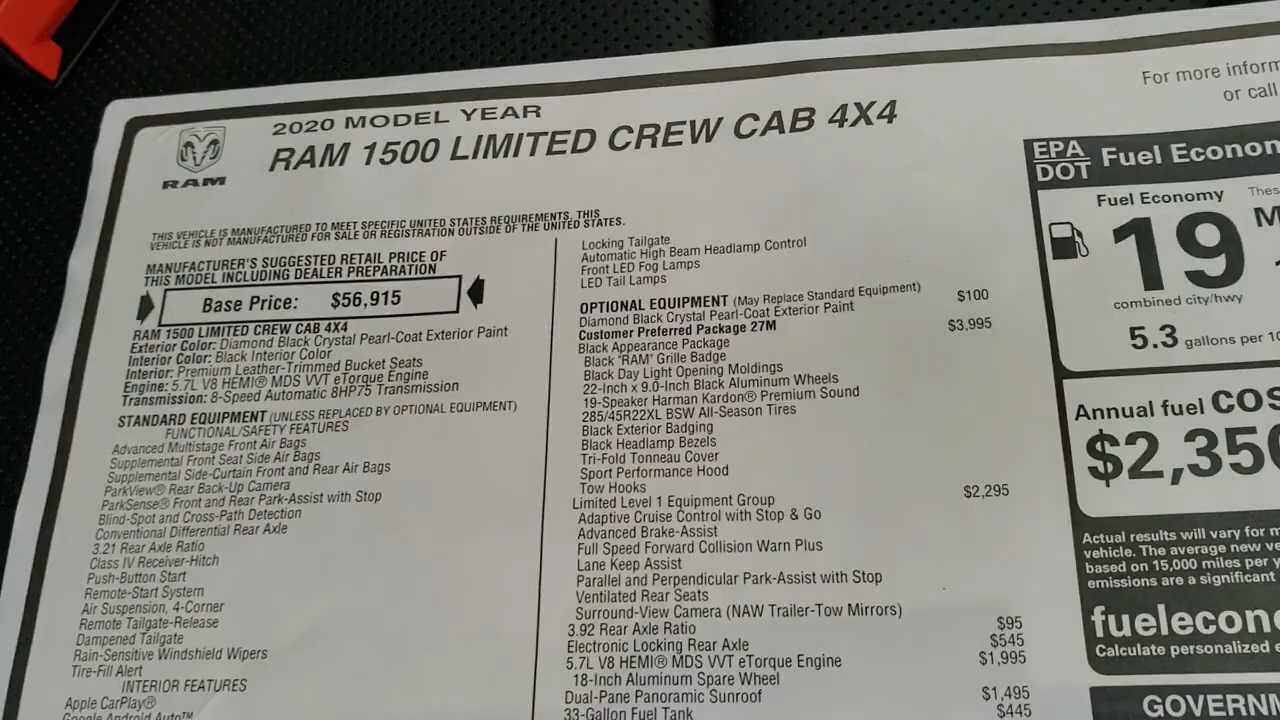 2020 MODEL YEAR
RAM 1500 LIMITED CREW CAB 4X4
RAM
THIS VEHICLE IS MANUFACTURED TO MEET SPECIFIC UNITED STATES REQUIREMENTS. THIS
VEHICLE IS NOT MANUFACTURED FOR SALE OR REGISTRATION OUTSIDE OF THE UNITED STATES.
MANUFACTURER'S SUGGESTED RETAIL PRICE OF
THIS MODEL INCLUDING DEALER PREPARATION
Base Price: $56,915
RAM 1500 LIMITED CREW CAB 4X4
Exterior Color: Diamond Black Crystal Pearl-Coat Exterior Paint
Interior Color: Black Interior Color
Interior: Premium Leather-Trimmed Bucket Seats
Engine: 5.7L V8 HEMI® MDS VVT eTorque Engine
Transmission: 8-Speed Automatic 8HP75 Transmission
STANDARD EQUIPMENT (UNLESS REPLACED BY OPTIONAL EQUIPMENT)
FUNCTIONAL/SAFETY FEATURES
Advanced Multistage Front Air Bags
Supplemental Front Seat Side Air Bags
Supplemental Side-Curtain Front and Rear Air Bags
ParkView® Rear Back-Up Camera
ParkSense® Front and Rear Park-Assist with Stop
Blind-Spot and Cross-Path Detection
Conventional Differential Rear Axle
3.21 Rear Axle Ratio
Class IV Receiver-Hitch
Push-Button Start
Remote-Start System
Air Suspension, 4-Corner
Remote Tailgate-Release
Dampened Tailgate
Rain-Sensitive Windshield Wipers
Tire-Fill Alert
INTERIOR FEATURES
Apple CarPlay®
Google Android Auto™
Locking Tailgate
Automatic High Beam Headlamp Control
Front LED Fog Lamps
LED Tail Lamps
OPTIONAL EQUIPMENT (May Replace Standard Equipment)
Diamond Black Crystal Pearl-Coat Exterior Paint $100
Customer Preferred Package 27M
Black Appearance Package $3,995
Black "RAM" Grille Badge
Black Day Light Opening Moldings
22-Inch x 9.0-Inch Black Aluminum Wheels
19-Speaker Harman Kardon® Premium Sound
285/45R22XL BSW All-Season Tires
Black Exterior Badging
Black Headlamp Bezels
Tri-Fold Tonneau Cover
Sport Performance Hood
Tow Hooks
Limited Level 1 Equipment Group $2,295
Adaptive Cruise Control with Stop & Go
Advanced Brake-Assist
Full Speed Forward Collision Warn Plus
Lane Keep Assist
Parallel and Perpendicular Park-Assist with Stop
Ventilated Rear Seats
Surround-View Camera (NAW Trailer-Tow Mirrors)
3.92 Rear Axle Ratio $95
Electronic Locking Rear Axle $545
5.7L V8 HEMI® MDS VVT eTorque Engine $1,995
18-Inch Aluminum Spare Wheel
Dual-Pane Panoramic Sunroof $1,495
33-Gallon Fuel Tank $445
For more inform
or call
EPA
DOT
Fuel Econom
Fuel Economy
19
combined city/hwy
5.3 gallons per 10
Annual fuel cos
$2,350
Actual results will vary for m
vehicle. The average new ve
based on 15,000 miles per y
emissions are a significant
fuelecono
Calculate personalized e
GOVERNM